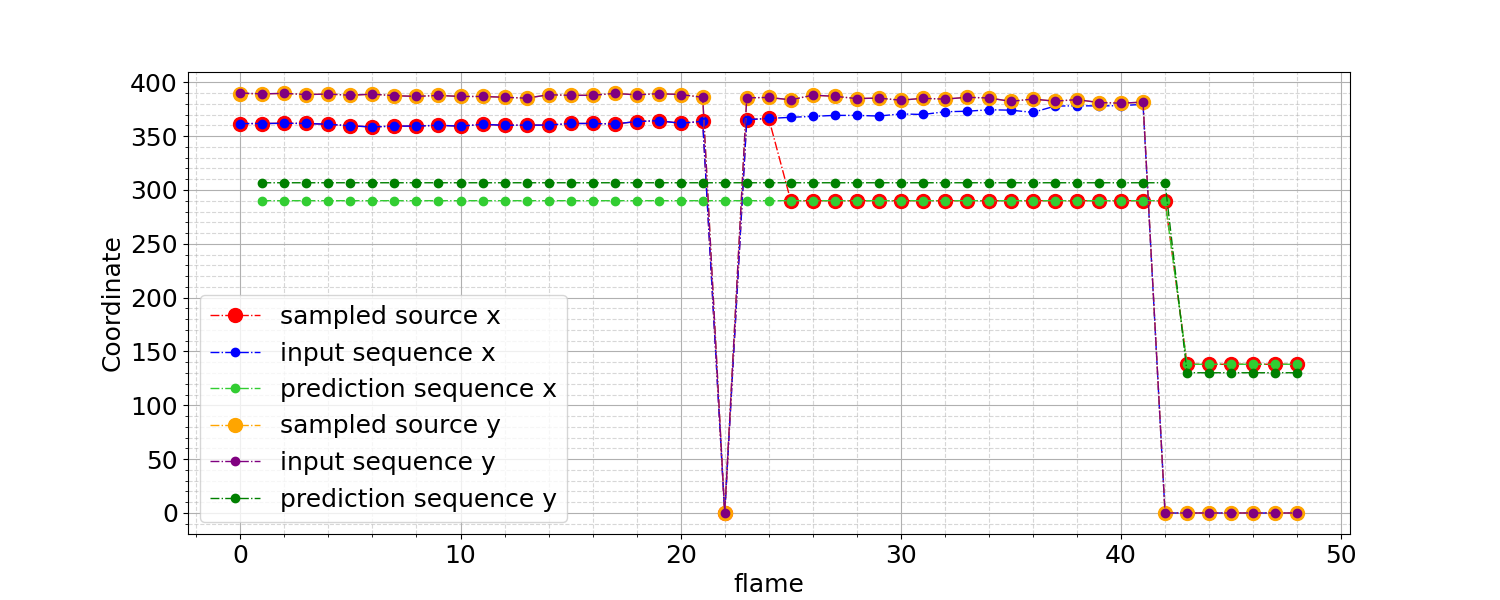 400
350
300
250
200
150
100
50
0
Coordinate
sampled source x
input sequence x
prediction sequence x
sampled source y
input sequence y
prediction sequence y
0 10 20 30 40 50
flame